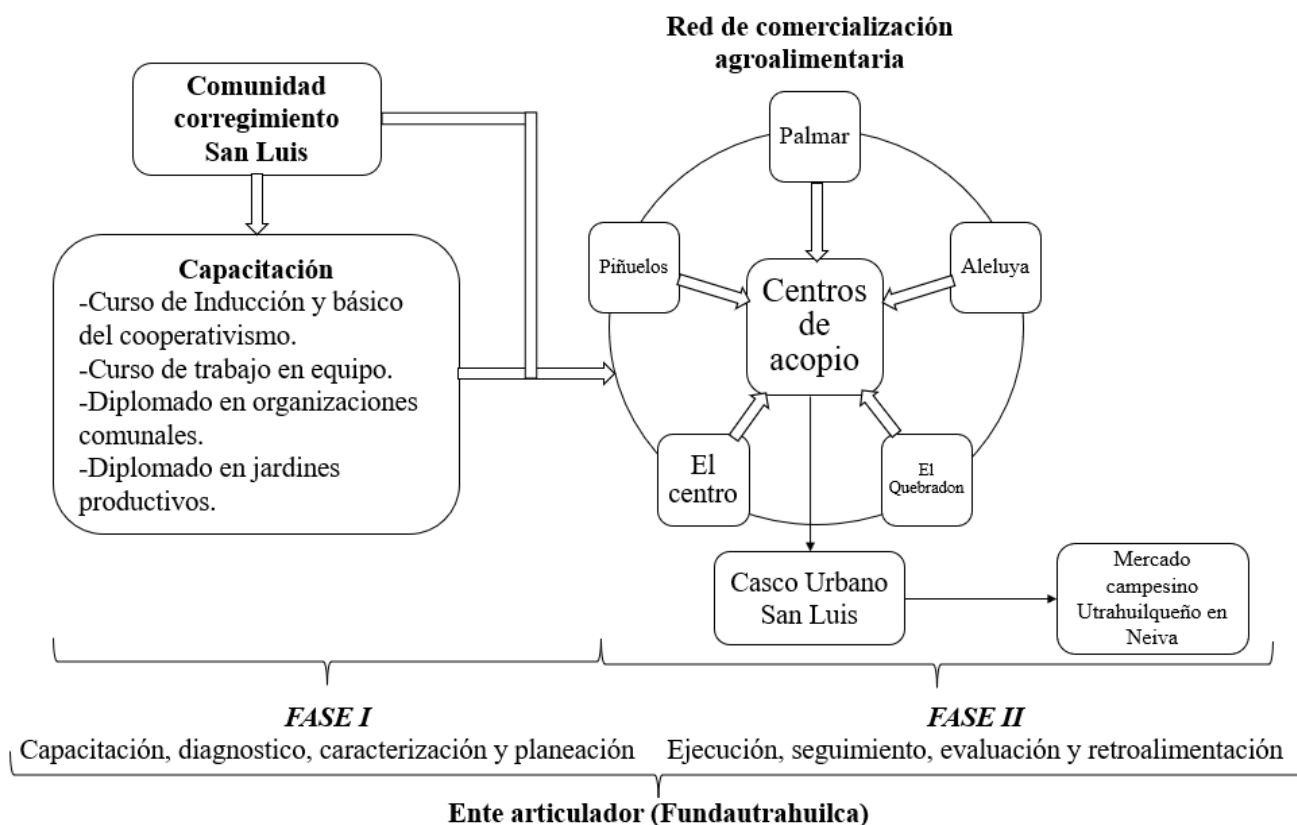 Red de comercialización
agroalimentaria
Comunidad
corregimiento
San Luis
Capacitación
-Curso de Inducción y básico
del cooperativismo.
-Curso de trabajo en equipo.
-Diplomado en organizaciones
comunales.
-Diplomado en jardines
productivos.
Palmar
Piñuelos
Aleluya
Centros
de
acopio
El
centro
El
Quebradon
Casco Urbano
San Luis
Mercado
campesino
Utrahuilqueño en
Neiva
FASE I
Capacitación, diagnostico, caracterización y planeación
FASE II
Ejecución, seguimiento, evaluación y retroalimentación
Ente articulador (Fundautrahuilca)